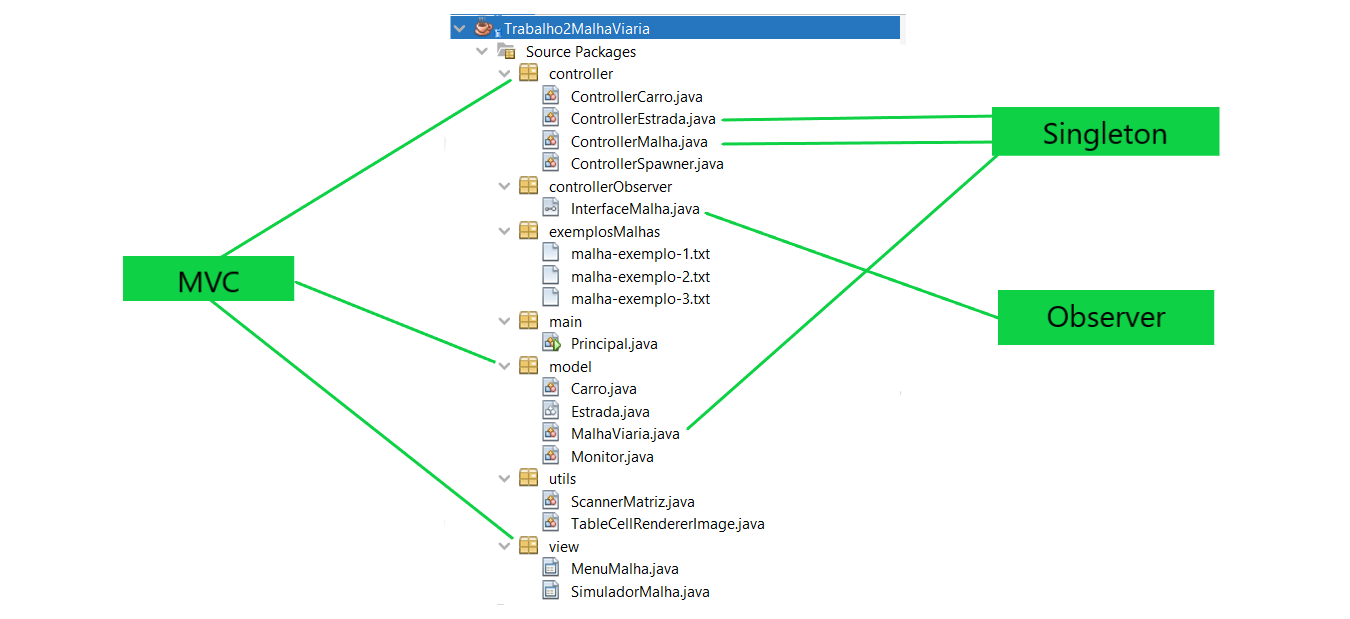 Trabalho2MalhaViaria
Source Packages
controller
ControllerCarro.java
ControllerEstrada.java
ControllerMalha.java
ControllerSpawner.java
controllerObserver
InterfaceMalha.java
exemplosMalhas
malha-exemplo-1.txt
malha-exemplo-2.txt
malha-exemplo-3.txt
main
Principal.java
model
Carro.java
Estrada.java
MalhaViaria.java
Monitor.java
utils
ScannerMatriz.java
TableCellRendererImage.java
view
MenuMalha.java
SimuladorMalha.java
MVC
Singleton
Observer